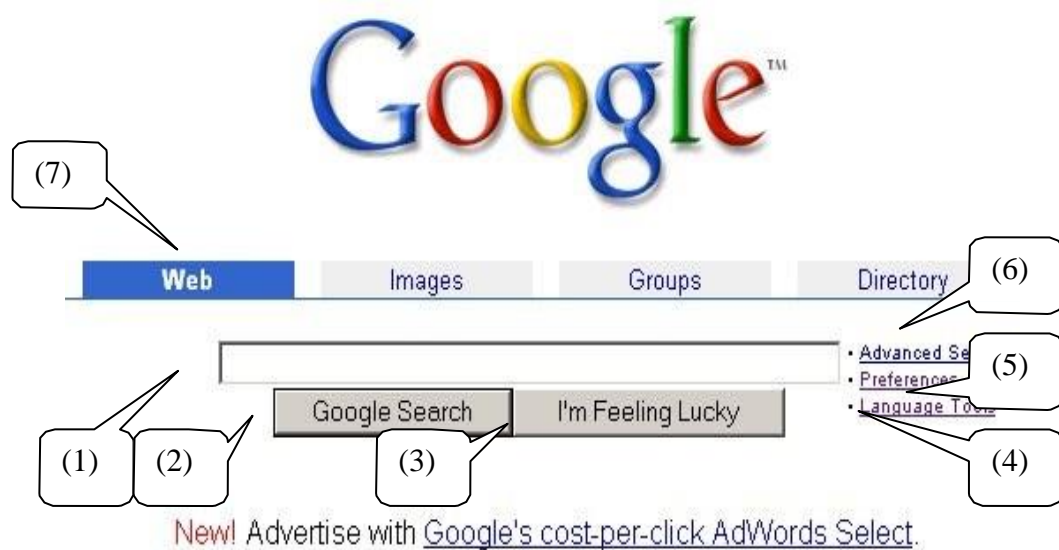 Google™
(7)
Web Images Groups Directory
(6)
• Advanced Se
• Preferences
(5)
• Language Tools
Google Search I'm Feeling Lucky
(1) (2) (3) (4)
New! Advertise with Google's cost-per-click AdWords Select.